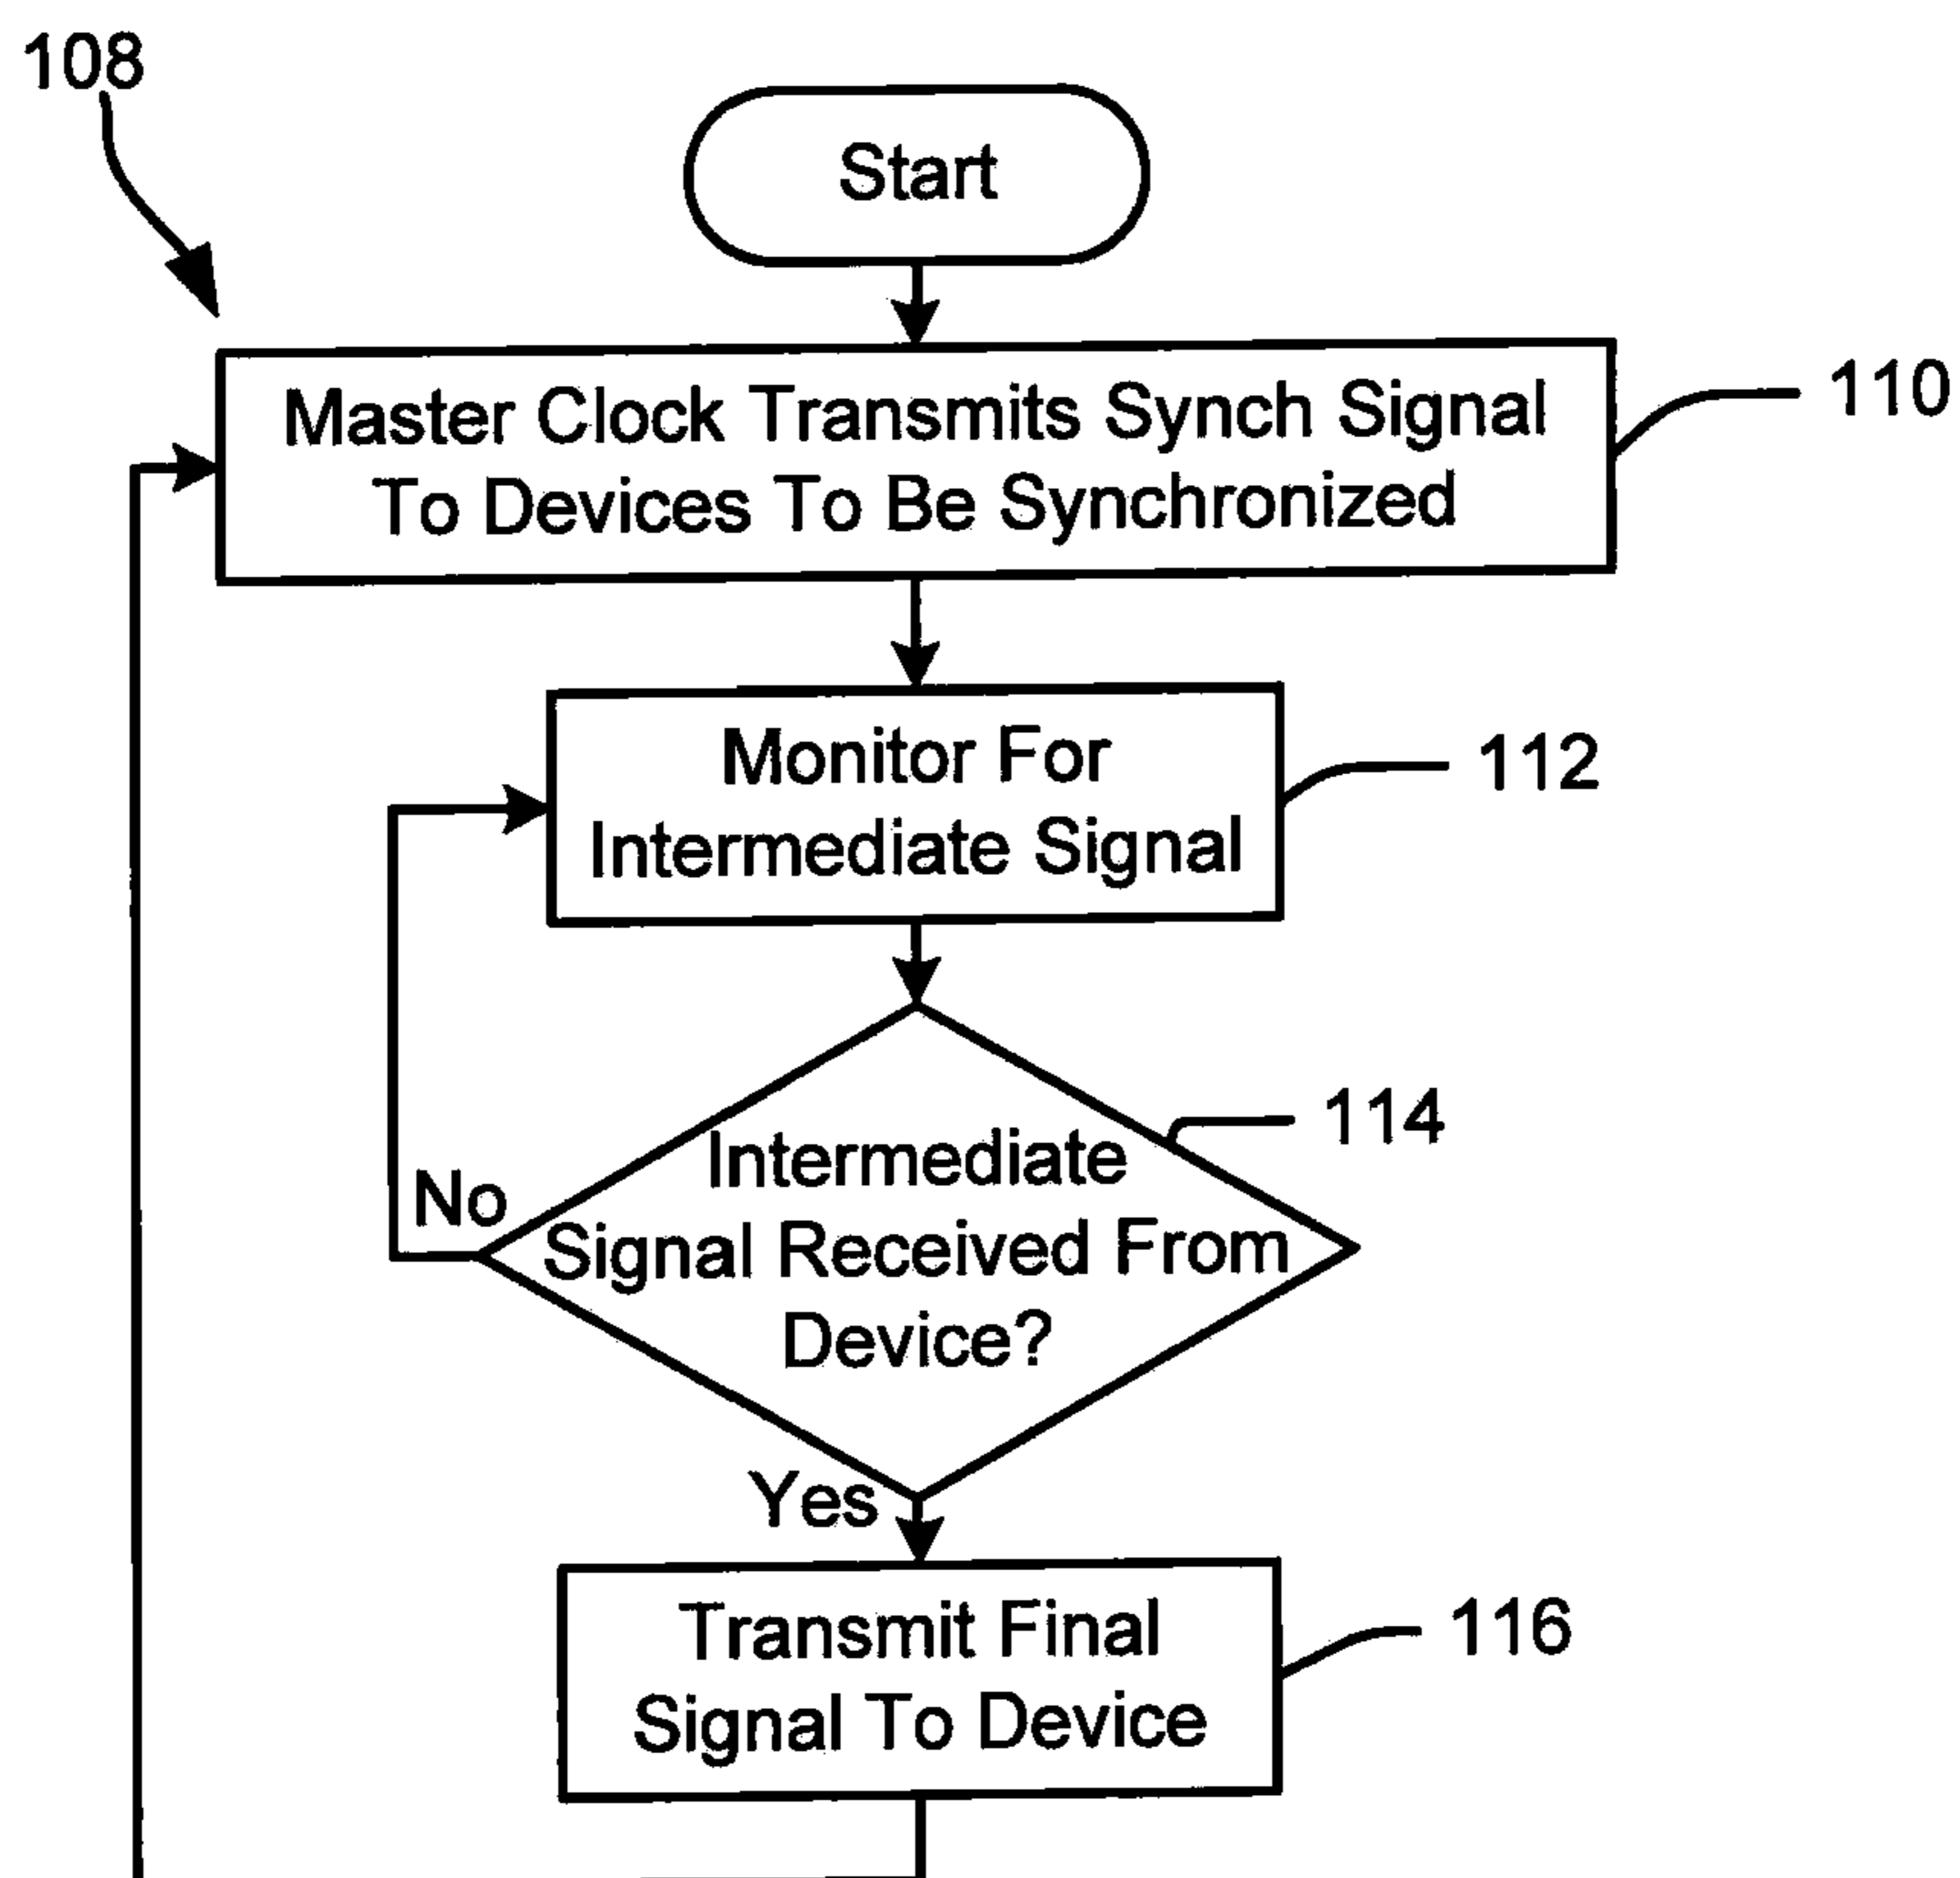 108
Start
Master Clock Transmits Synch Signal
To Devices To Be Synchronized
110
Monitor For
Intermediate Signal
112
Intermediate
Signal Received From
Device?
114
No
Yes
Transmit Final
Signal To Device
116